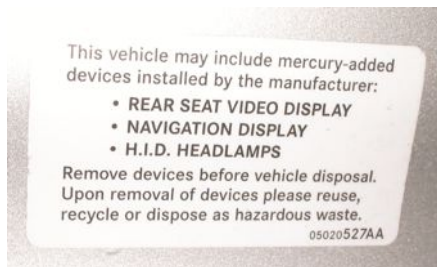 This vehicle may include mercury-added
devices installed by the manufacturer:
• REAR SEAT VIDEO DISPLAY
• NAVIGATION DISPLAY
• H.I.D. HEADLAMPS
Remove devices before vehicle disposal.
Upon removal of devices please reuse,
recycle or dispose as hazardous waste.
05020527AA